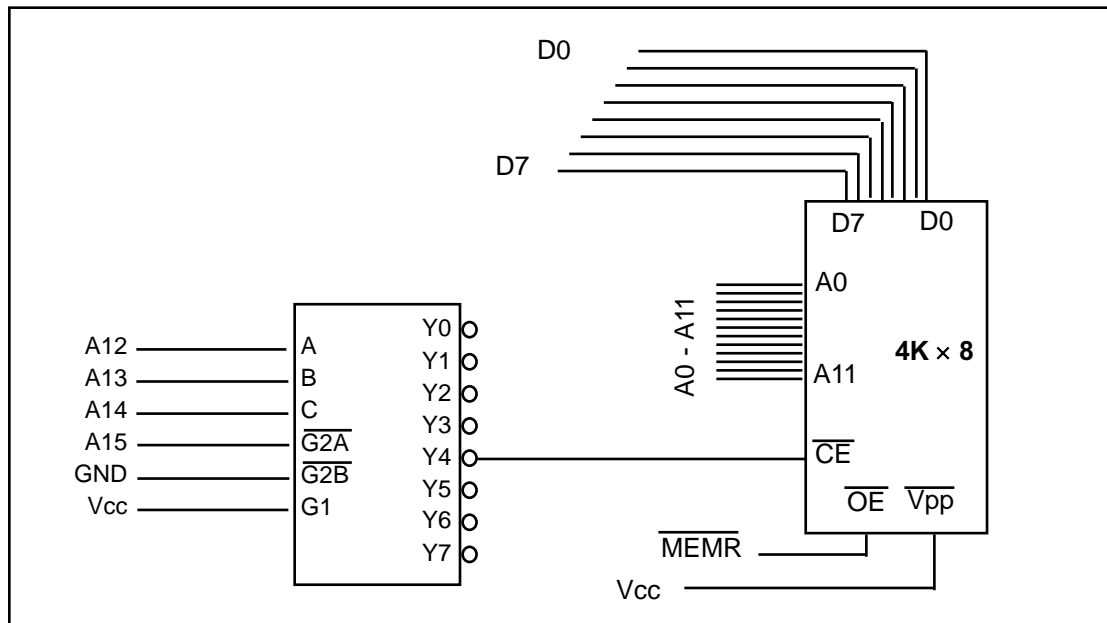 D0
D7
D7 D0
A0
A0 - A11
4K × 8
A11
Y0
A12 A
Y1
A13 B
Y2
A14 C
Y3
A15 G2A
Y4
CE
GND G2B
Y5
Vcc G1
OE Vpp
Y6
MEMR
Y7
Vcc